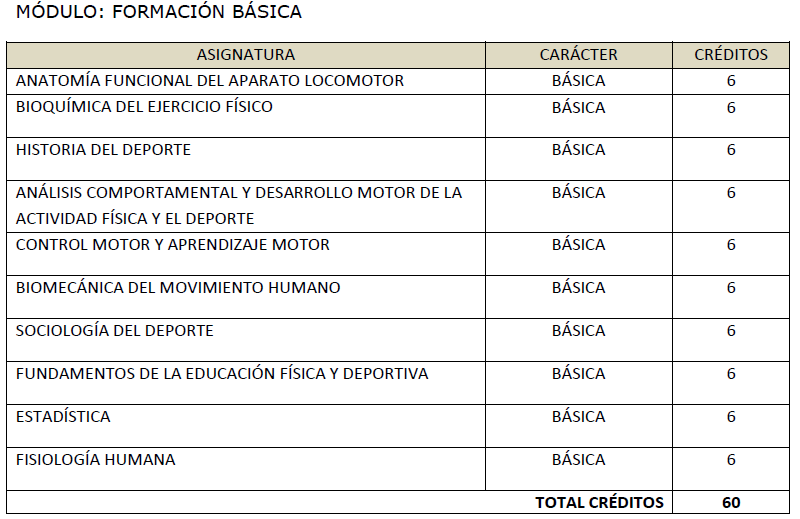 MÓDULO: FORMACIÓN BÁSICA
ASIGNATURA CARÁCTER CRÉDITOS
ANATOMÍA FUNCIONAL DEL APARATO LOCOMOTOR BÁSICA 6
BIOQUÍMICA DEL EJERCICIO FÍSICO BÁSICA 6
HISTORIA DEL DEPORTE BÁSICA 6
ANÁLISIS COMPORTAMENTAL Y DESARROLLO MOTOR DE LA BÁSICA 6
ACTIVIDAD FÍSICA Y EL DEPORTE
CONTROL MOTOR Y APRENDIZAJE MOTOR BÁSICA 6
BIOMECÁNICA DEL MOVIMIENTO HUMANO BÁSICA 6
SOCIOLOGÍA DEL DEPORTE BÁSICA 6
FUNDAMENTOS DE LA EDUCACIÓN FÍSICA Y DEPORTIVA BÁSICA 6
ESTADÍSTICA BÁSICA 6
FISIOLOGÍA HUMANA BÁSICA 6
TOTAL CRÉDITOS 60